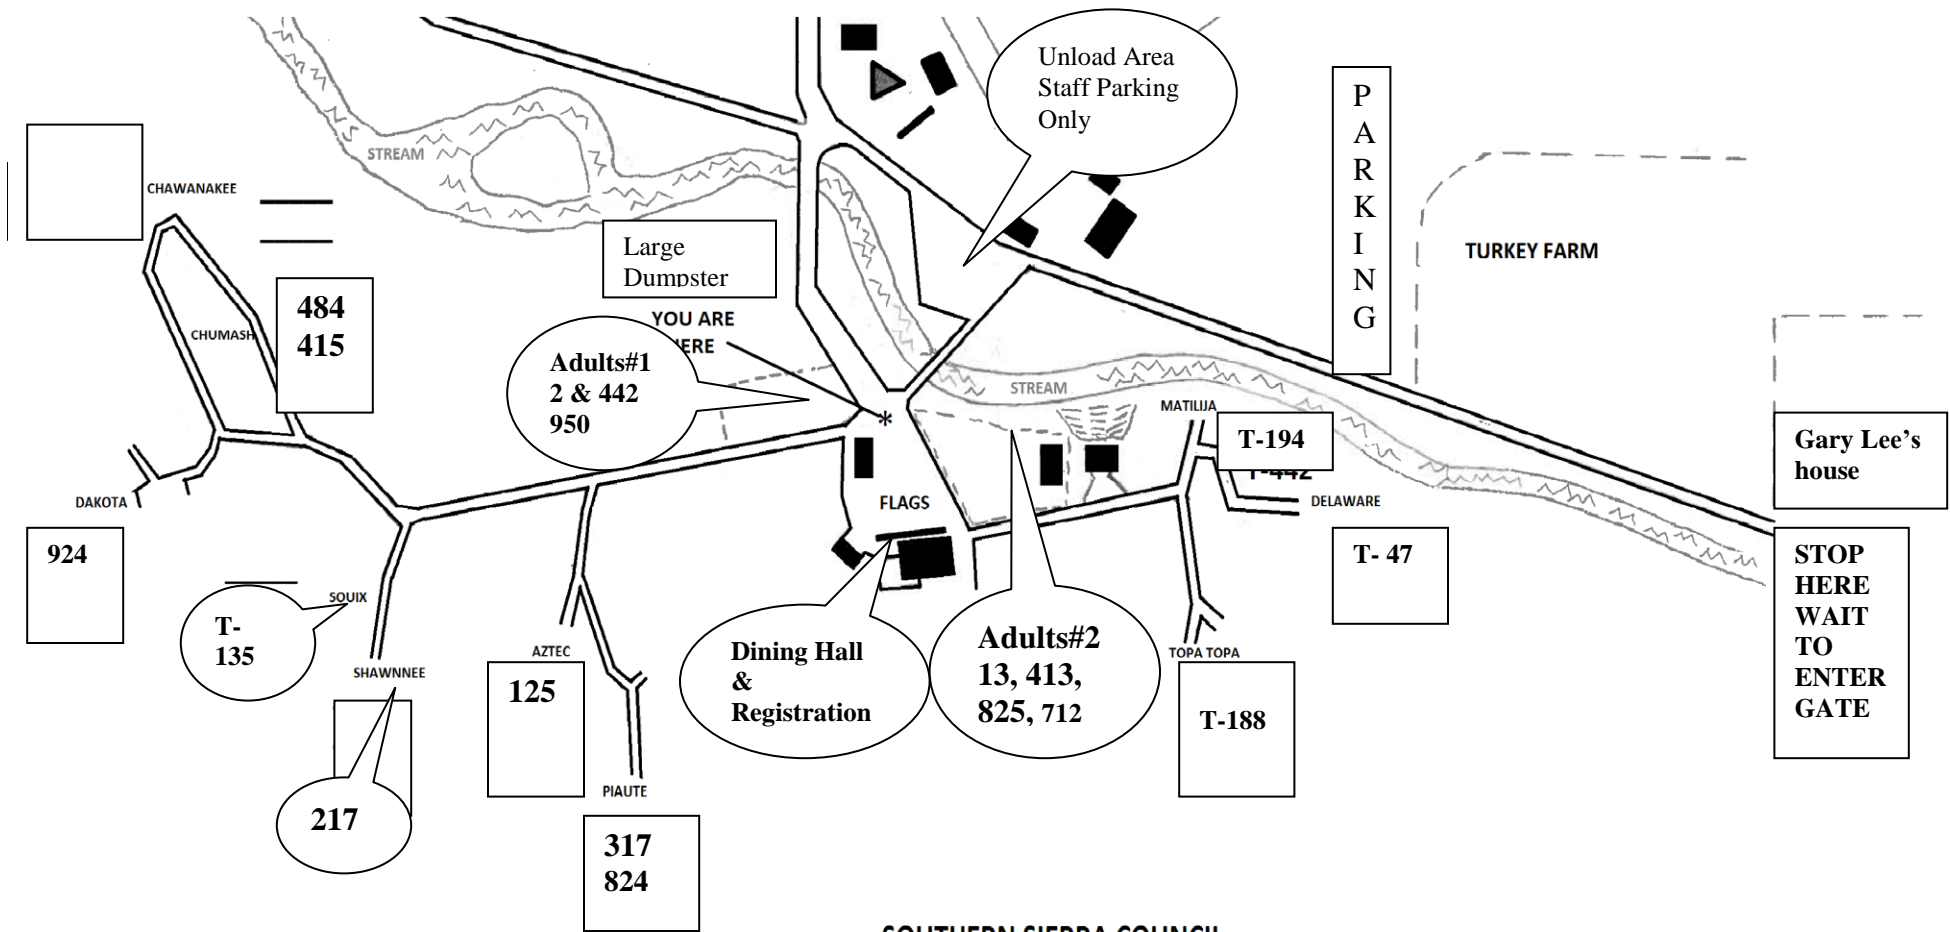 Unload Area
Staff Parking
Only
P
A
R
K
I
N
G
STREAM
CHAWANAKEE
TURKEY FARM
Large
Dumpster
484
415
CHUMASH
YOU ARE
HERE
Adults#1
2 & 442
950
*
STREAM
MATILIJA
T-194
T-442
Gary Lee’s
house
DAKOTA
FLAGS
DELAWARE
924
T- 47
STOP
HERE
WAIT
TO
ENTER
GATE
SOUIX
T-
135
SHAWNNEE
AZTEC
Dining Hall
&
Registration
Adults#2
13, 413,
825, 712
TOPA TOPA
125
T-188
217
PIAUTE
317
824
SOUTHERN SIERRA COUNCIL